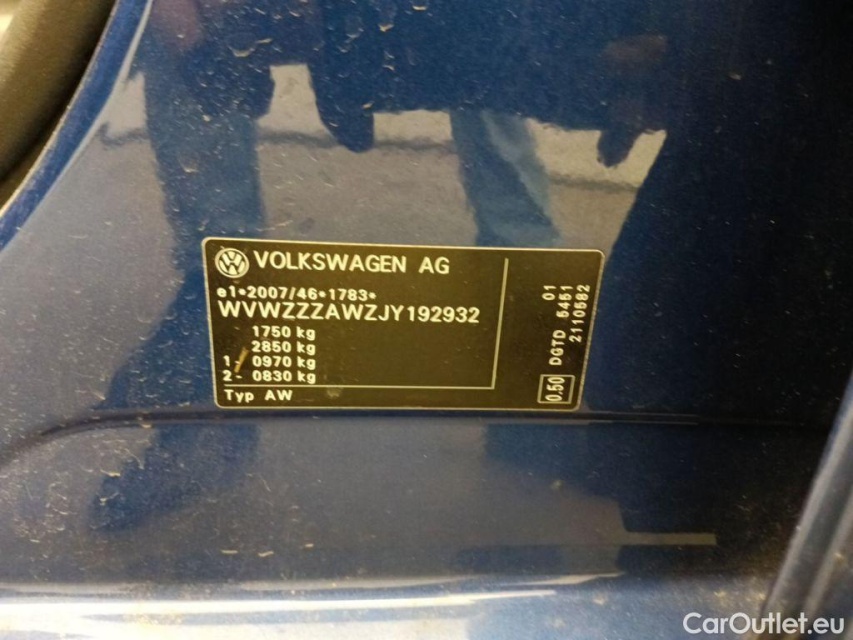 VOLKSWAGEN AG
e1*2007/46*1783*
WVWZZZAWZJY192932
1750 kg
2850 kg
1- 0970 kg
2- 0830 kg
Typ AW
01
DGTD 5451
2110582
0.50
CarOutlet.eu